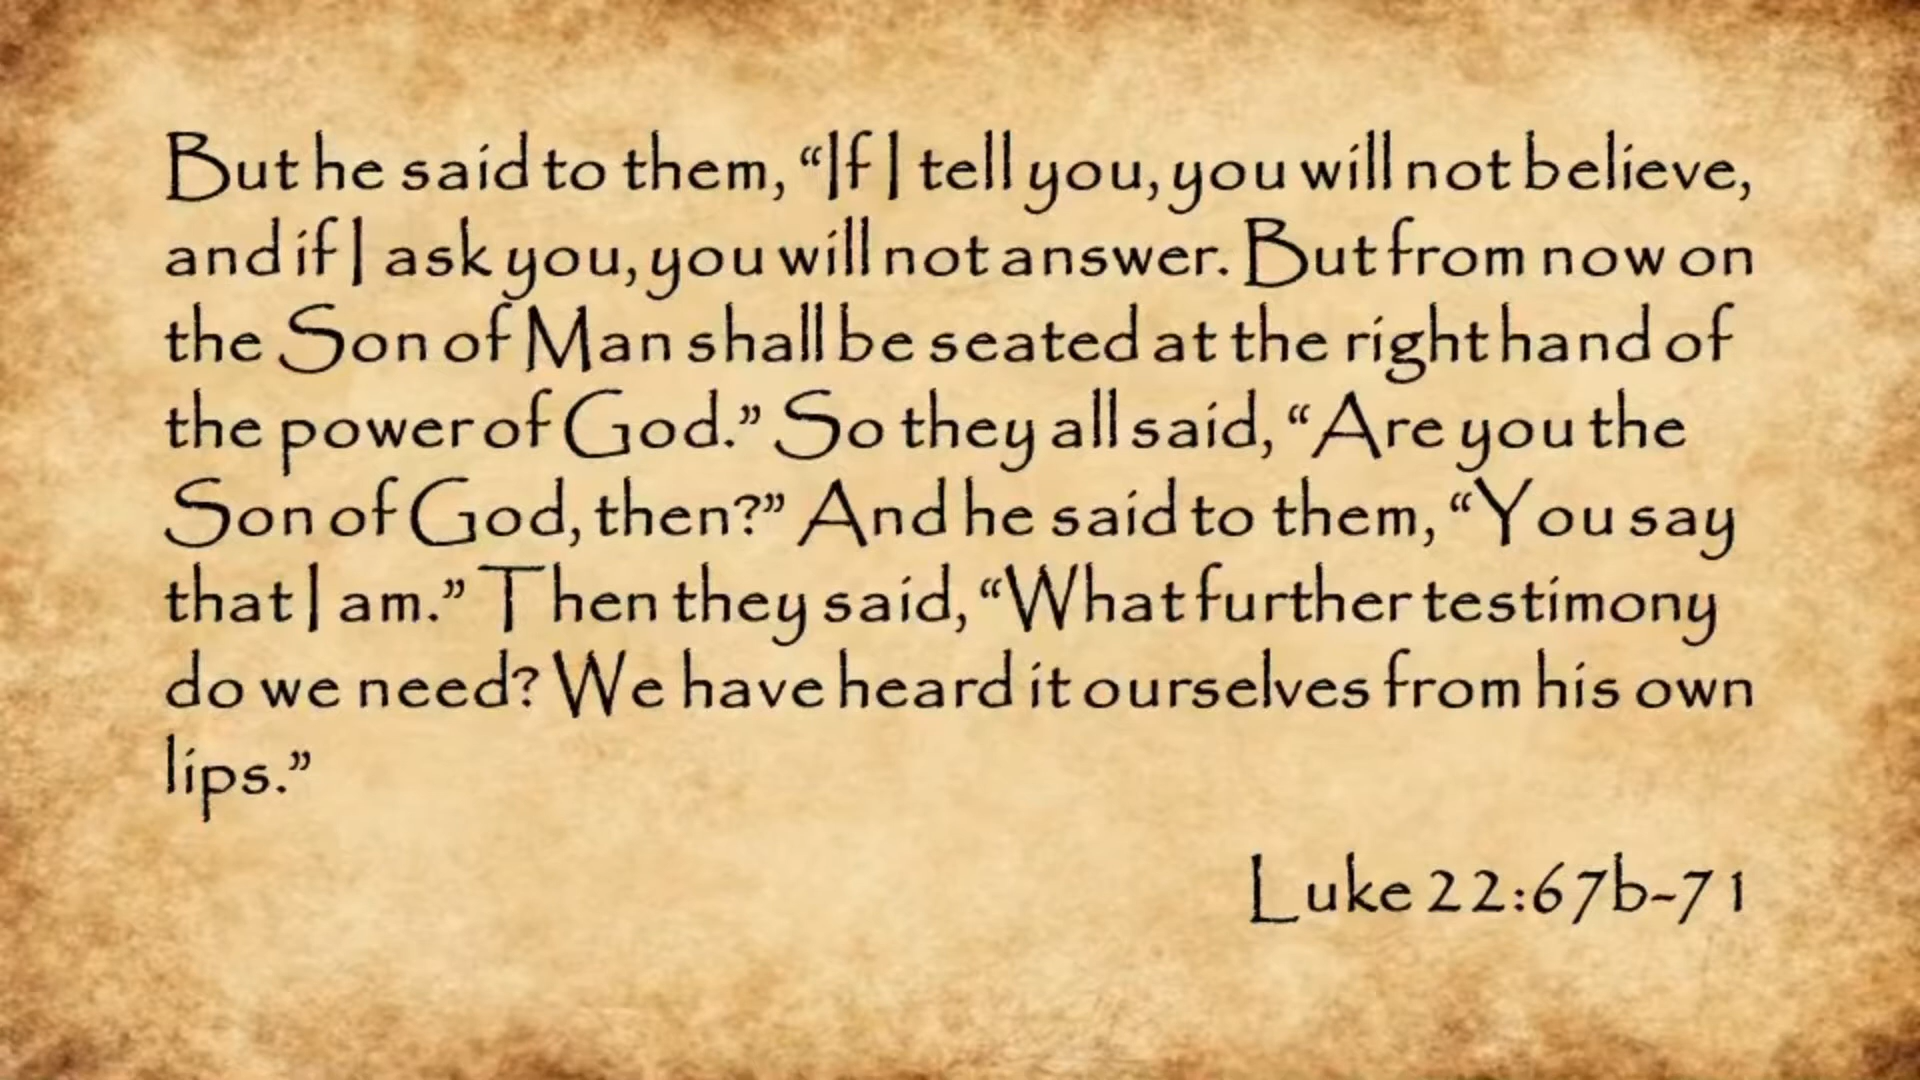 But he said to them, “If I tell you, you will not believe,
and if I ask you, you will not answer. But from now on
the Son of Man shall be seated at the right hand of
the power of God.” So they all said, “Are you the
Son of God, then?” And he said to them, “You say
that I am.” Then they said, “What further testimony
do we need? We have heard it ourselves from his own
lips.”
Luke 22:67b-71